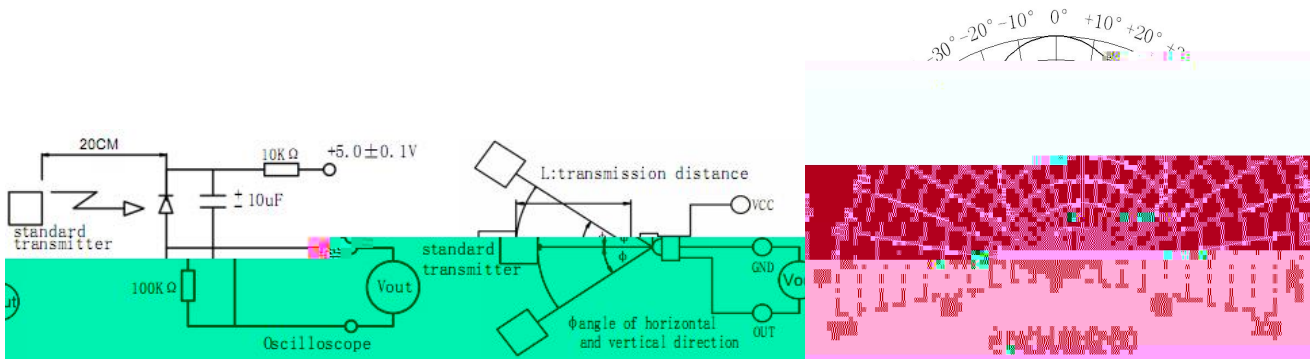 20CM
10KΩ
+5.0±0.1V
± 10uF
standard
transmitter
100KΩ
Vout
Oscilloscope
L:transmission distance
VCC
standard
transmitter
φ
GND
OUT
φangle of horizontal
and vertical direction
-30° -20° -10° 0° +10° +20°